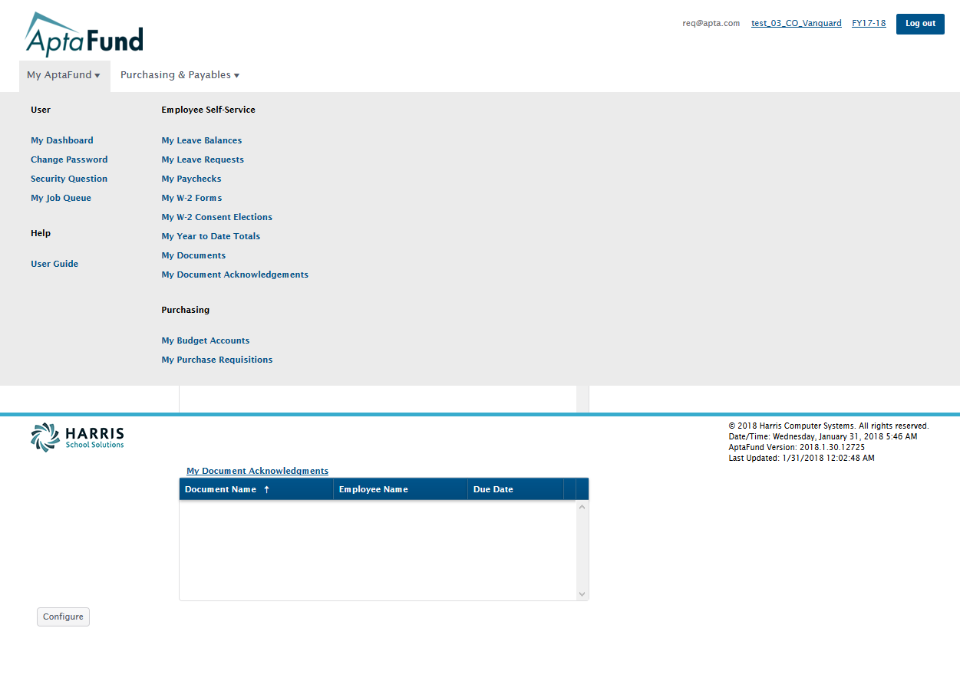 AptaFund
req@apta.com test_03_CO_Vanguard FY17-18 Log out
My AptaFund ▾ Purchasing & Payables ▾
User
My Dashboard
Change Password
Security Question
My Job Queue
Help
User Guide
Employee Self-Service
My Leave Balances
My Leave Requests
My Paychecks
My W-2 Forms
My W-2 Consent Elections
My Year to Date Totals
My Documents
My Document Acknowledgements
Purchasing
My Budget Accounts
My Purchase Requisitions
HARRIS
School Solutions
© 2018 Harris Computer Systems. All rights reserved.
Date/Time: Wednesday, January 31, 2018 5:46 AM
AptaFund Version: 2018.1.30.12725
Last Updated: 1/31/2018 12:02:48 AM
My Document Acknowledgments
Document Name ↑ Employee Name Due Date
Configure